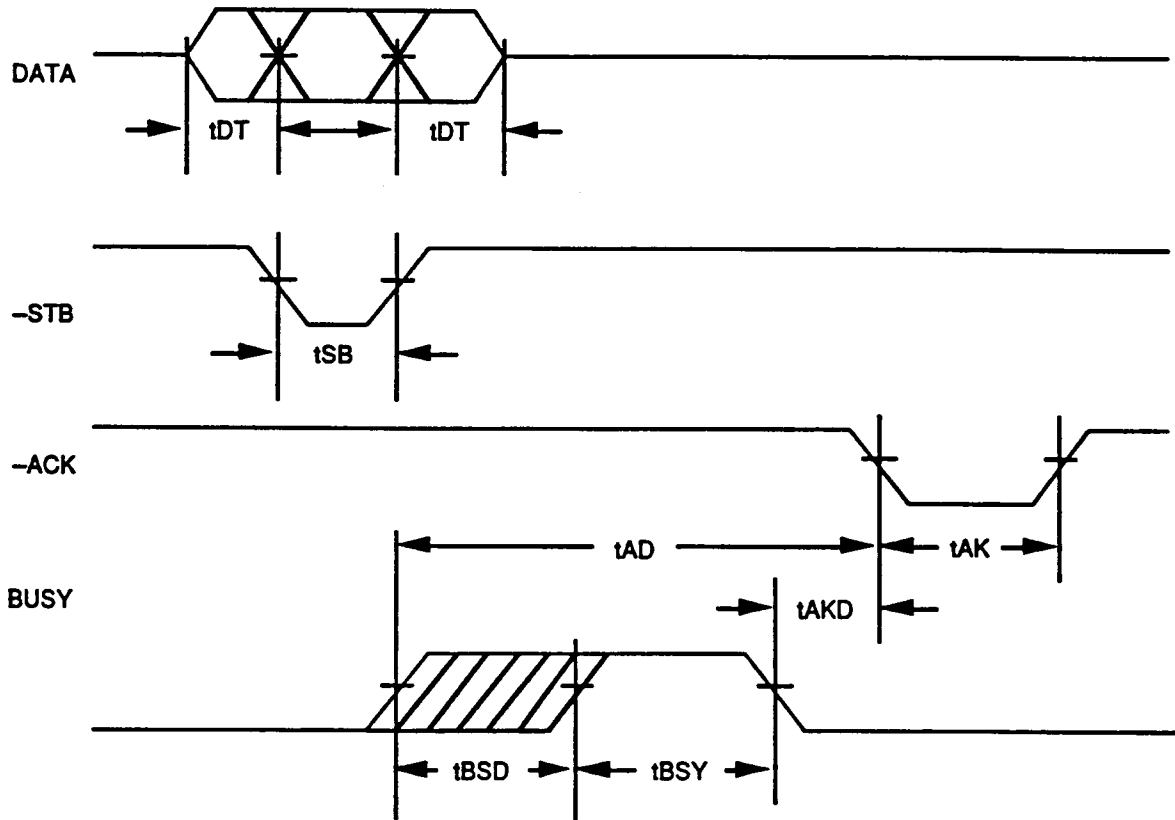 DATA
tDT
tDT
–STB
tSB
–ACK
tAD
tAK
BUSY
tAKD
tBSD
tBSY